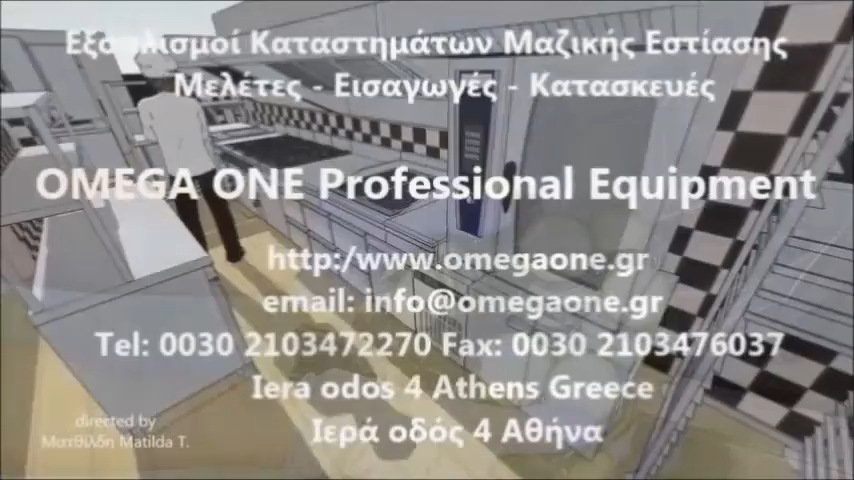 Εξοπλισμοί Καταστημάτων Μαζικής Εστίασης
Μελέτες - Εισαγωγές - Κατασκευές
OMEGA ONE Professional Equipment
http:/www.omegaone.gr
email: info@omegaone.gr
Tel: 0030 2103472270 Fax: 0030 2103476037
Iera odos 4 Athens Greece
Ιερά οδός 4 Αθήνα
directed by
Ματθίλδη Matilda T.